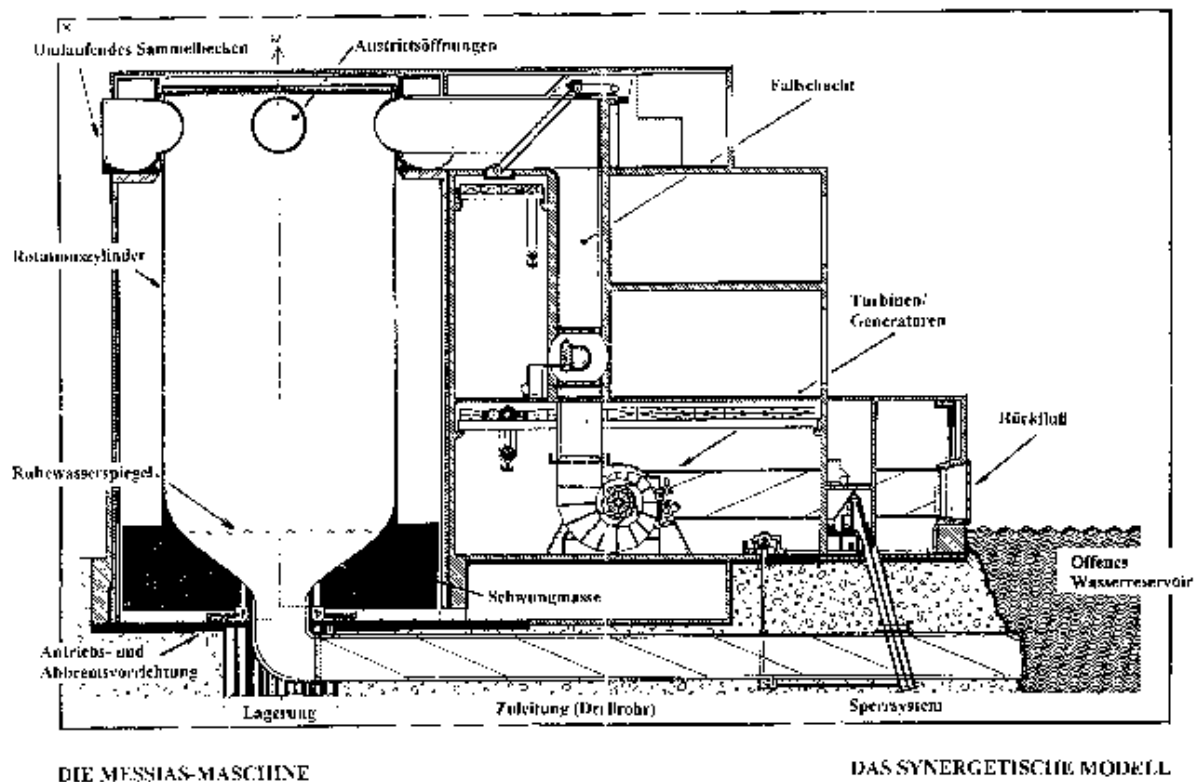 Umlaufendes Sammelbecken
Austrittsöffnungen
Fallschacht
Rotationszylinder
Turbinen/
Generatoren
Rückfluß
Ruhewasserspiegel
Offenes
Wasserreservoir
Schwungmasse
Antriebs- und
Abbremsvorrichtung
Lagerung
Zuleitung (Drallrohr)
Sperrsystem
DIE MESSIAS-MASCHINE
DAS SYNERGETISCHE MODELL